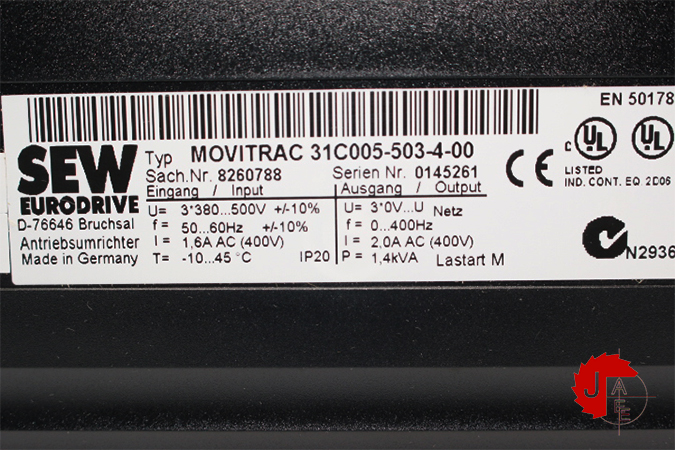 EN 50178
SEW
EURODRIVE
D-76646 Bruchsal
Antriebsumrichter
Made in Germany
Typ MOVITRAC 31C005-503-4-00
Sach.Nr. 8260788 Serien Nr. 0145261
Eingang / Input Ausgang / Output
U= 3*380...500V +/-10% U= 3*0V...U Netz
f = 50...60Hz +/-10% f = 0...400Hz
I = 1,6A AC (400V) I = 2,0A AC (400V)
T= -10...45 °C IP20 P = 1,4kVA Lastart M
CE
C UL UL
LISTED
IND. CONT. EQ. 2D06
N2936
J